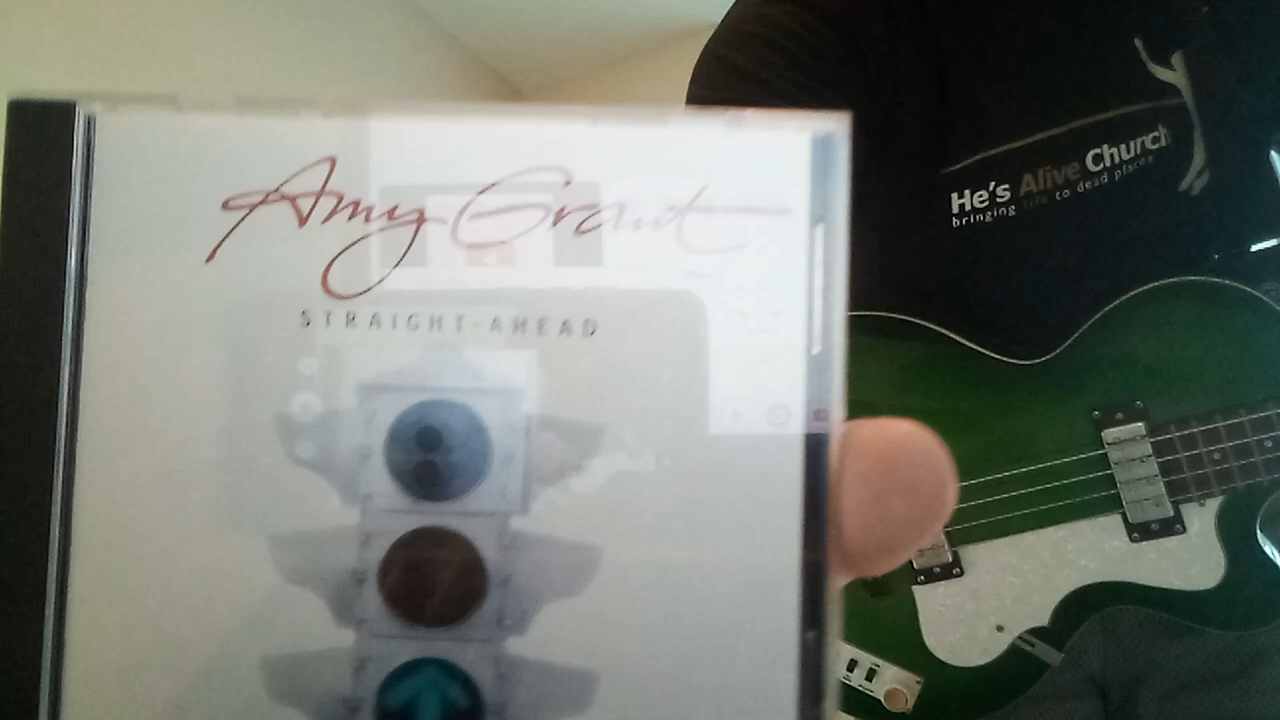 Amy Grant
STRAIGHT·AHEAD
He's Alive Church
bringing life to dead places